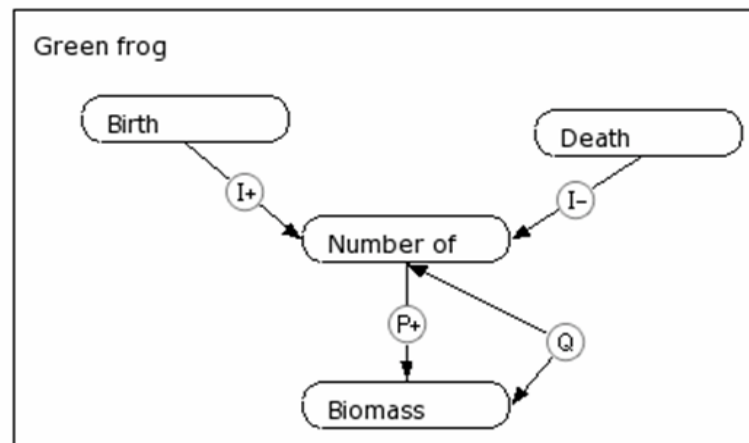 Green frog
Birth
Death
I+
I-
Number of
P+
Q
Biomass